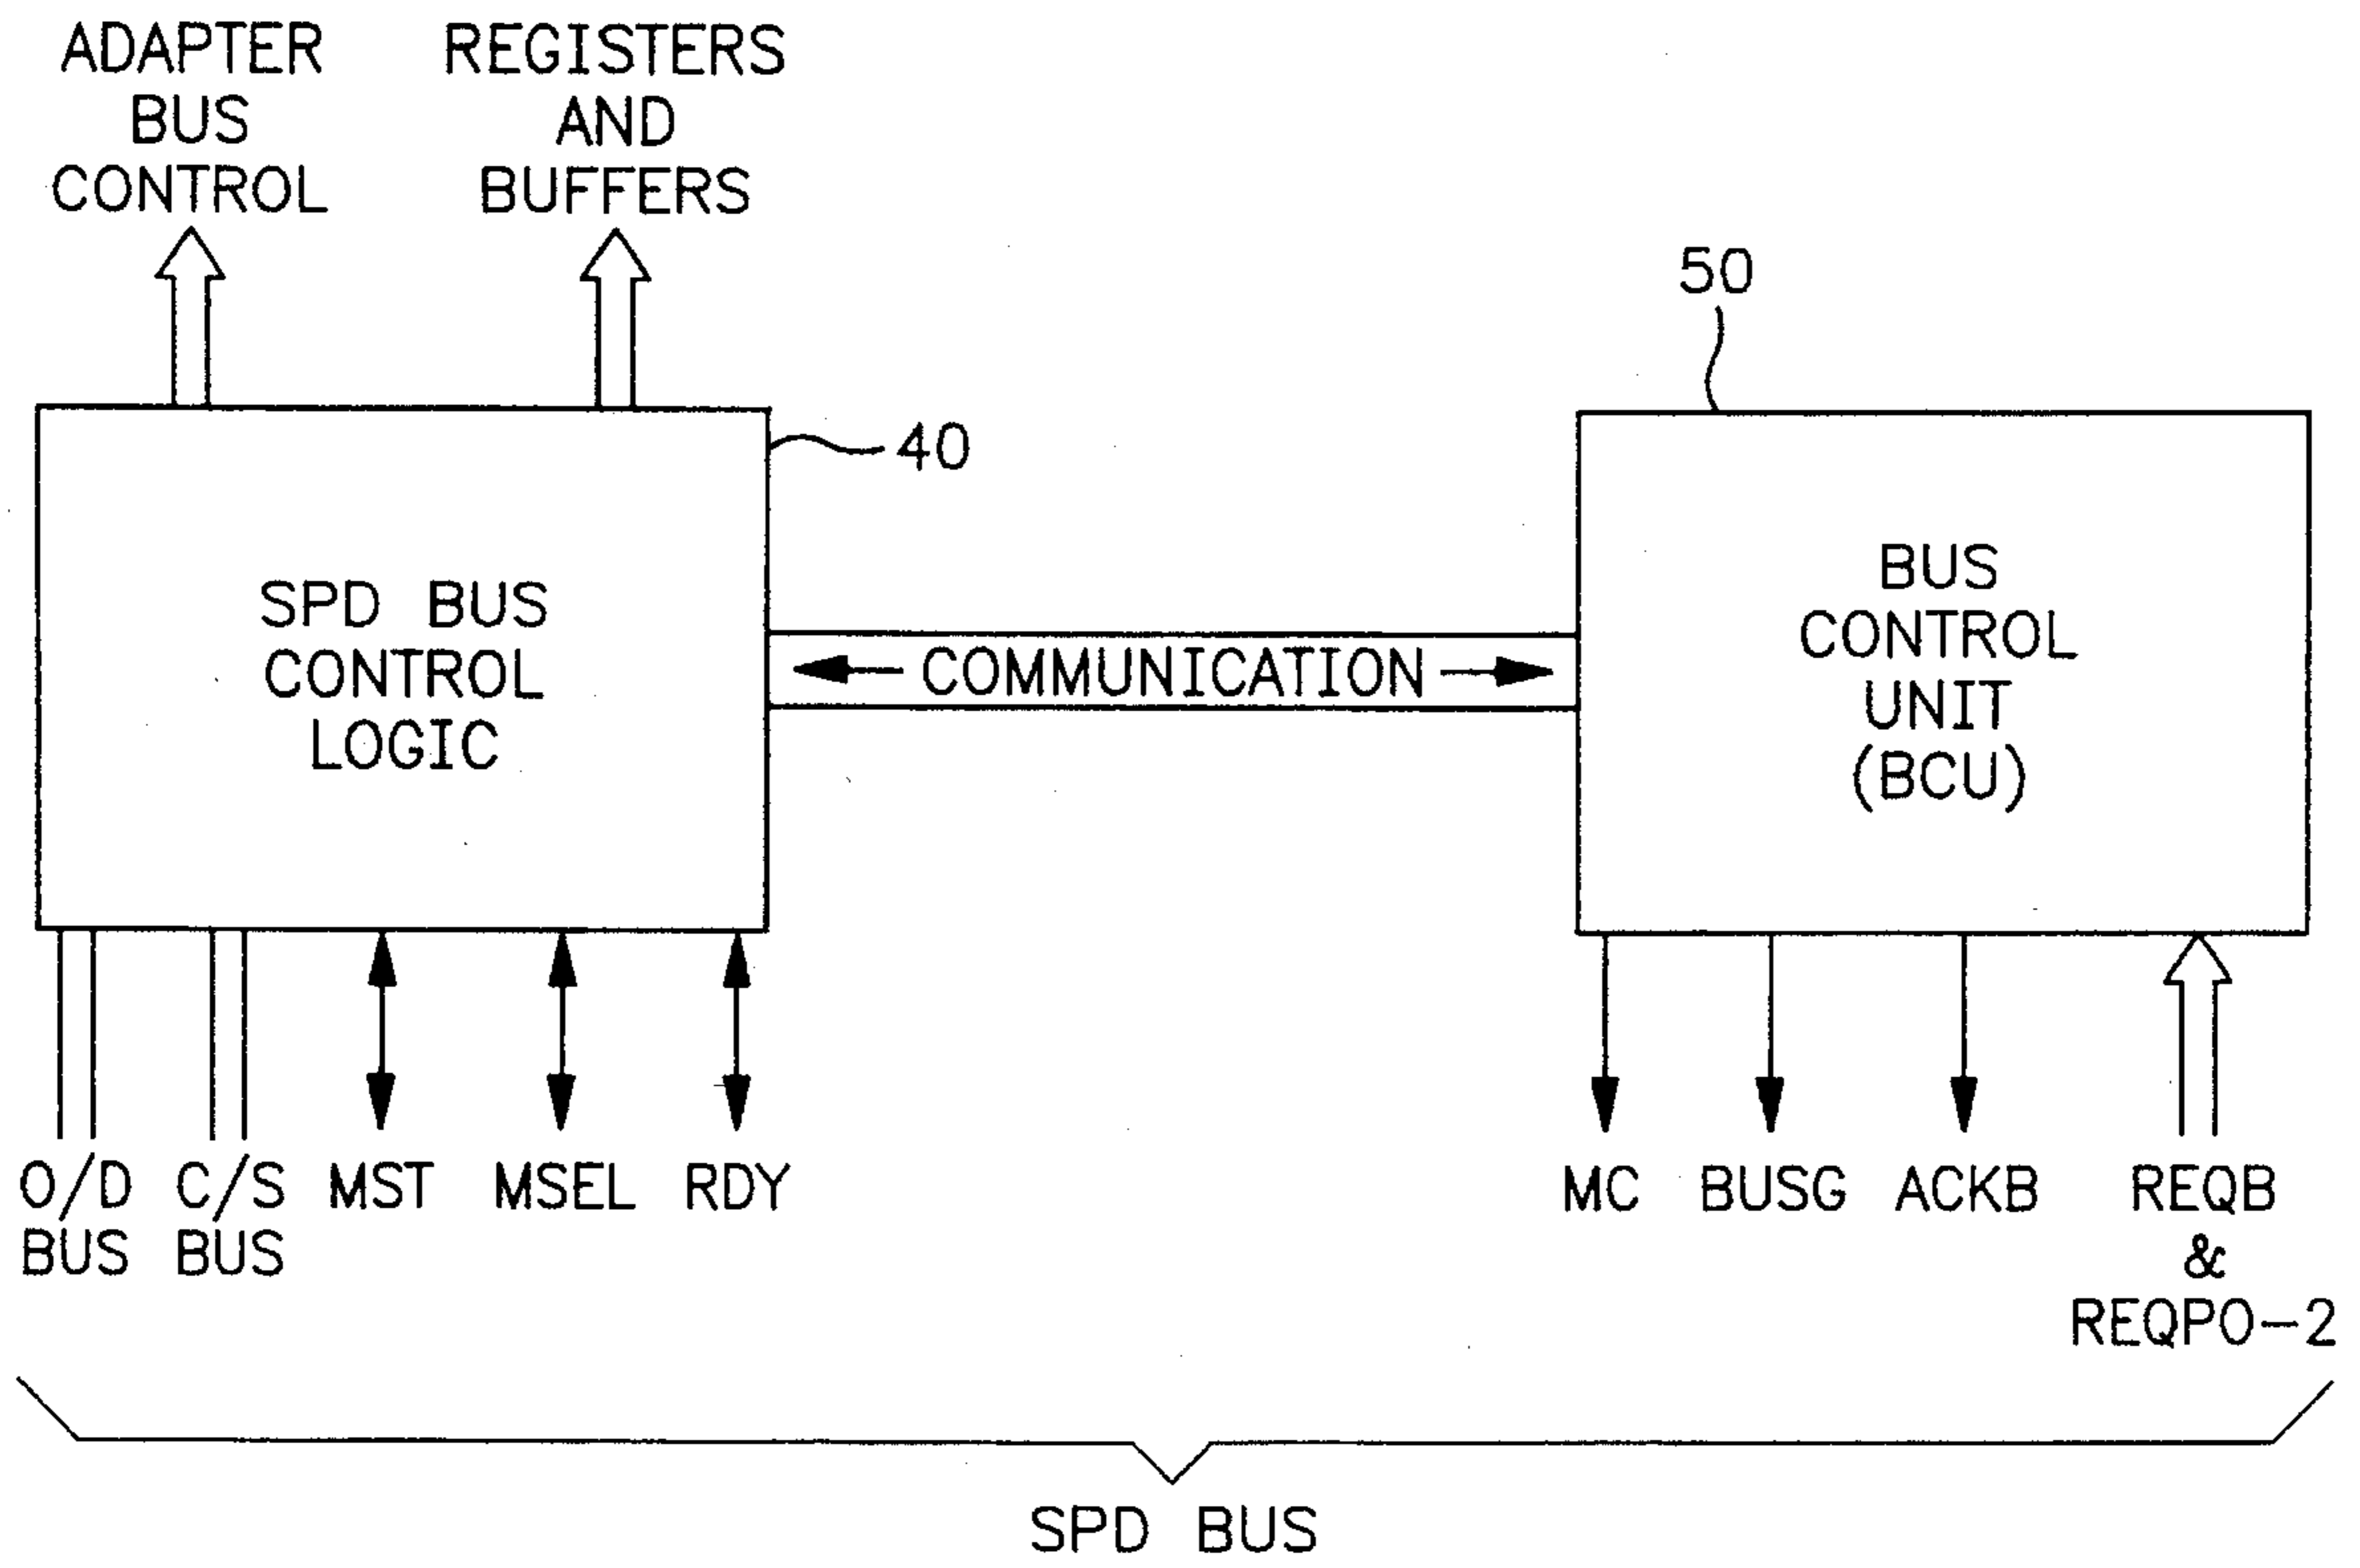 ADAPTER
BUS
CONTROL
REGISTERS
AND
BUFFERS
50
40
SPD BUS
CONTROL
LOGIC
COMMUNICATION
BUS
CONTROL
UNIT
(BCU)
O/D
BUS
C/S
BUS
MST
MSEL
RDY
MC
BUSG
ACKB
REQB
&
REQPO-2
SPD BUS